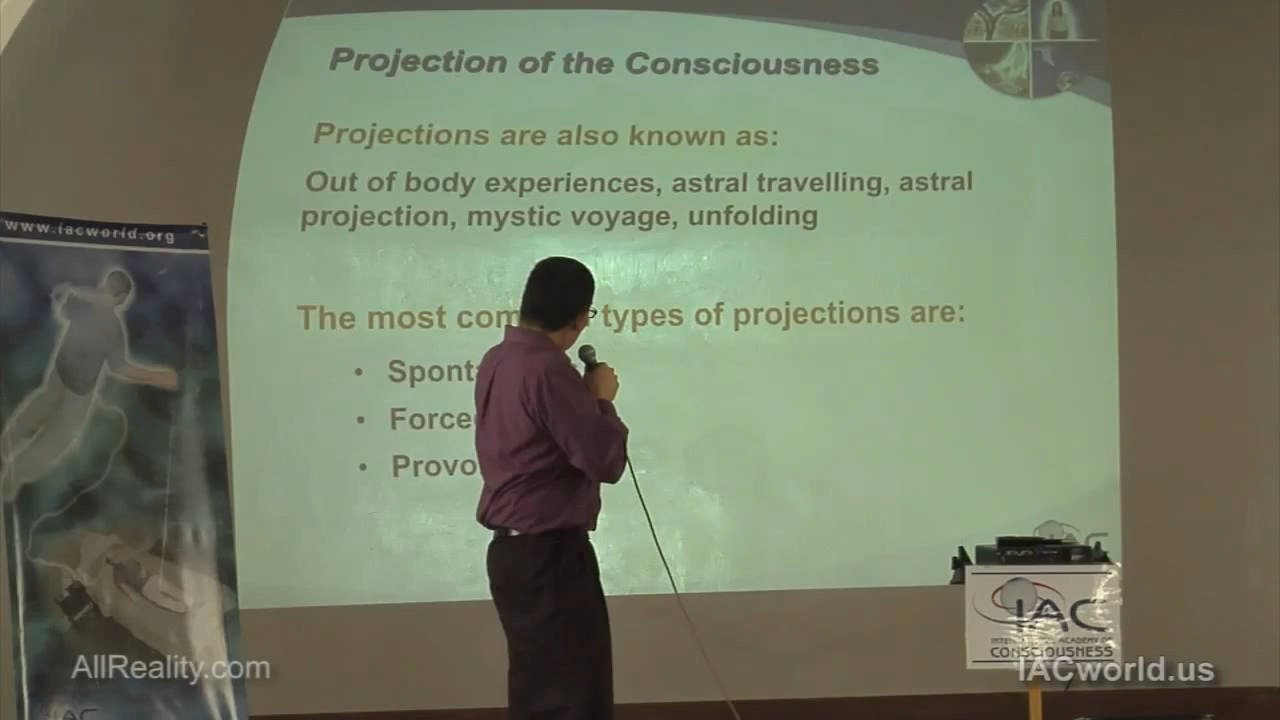 Projection of the Consciousness
Projections are also known as:
Out of body experiences, astral travelling, astral
projection, mystic voyage, unfolding
The most com types of projections are:
• Spont
• Force
• Provo
www.iacworld.org
IAC
CONSCIOUSNESS
AllReality.com
IACworld.us
IAC